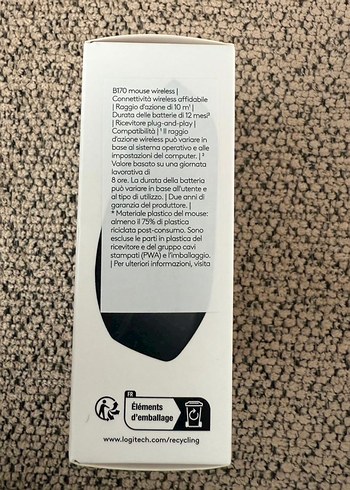 B170 mouse wireless |
Connettività wireless affidabile
| Raggio d'azione di 10 m¹ |
Durata delle batterie di 12 mesi²
| Ricevitore plug-and-play |
Compatibilità | ¹ Il raggio
d'azione wireless può variare in
base al sistema operativo e alle
impostazioni del computer. | ²
Valore basato su una giornata
lavorativa di
8 ore. La durata della batteria
può variare in base all'utente e
al tipo di utilizzo. | Due anni di
garanzia del produttore. |
* Materiale plastico del mouse:
almeno il 75% di plastica
riciclata post-consumo. Sono
escluse le parti in plastica del
ricevitore e del gruppo cavi
stampati (PWA) e l'imballaggio.
| Per ulteriori informazioni, visita
FR
Éléments
d'emballage
www.logitech.com/recycling